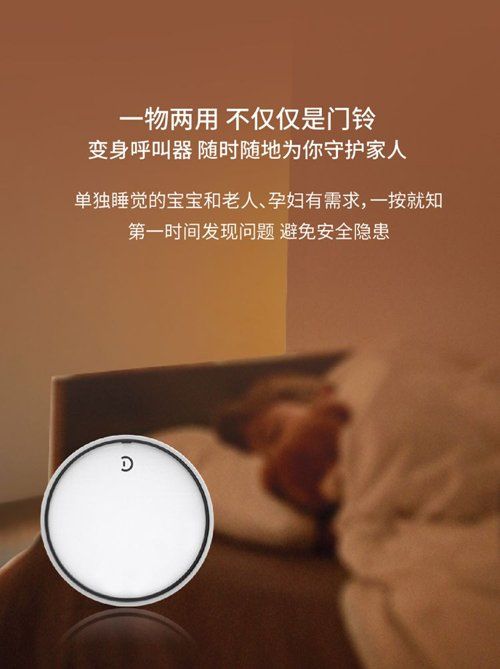 一物两用 不仅仅是门铃
变身呼叫器 随时随地为你守护家人
单独睡觉的宝宝和老人、孕妇有需求，一按就知
第一时间发现问题 避免安全隐患